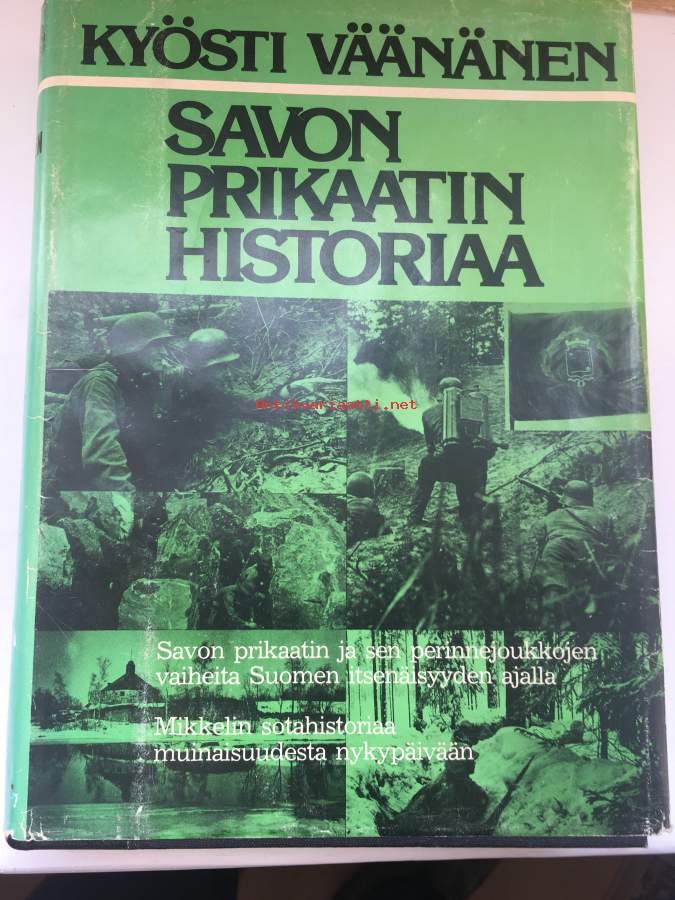 KYÖSTI VÄÄNÄNEN
SAVON
PRIKAATIN
HISTORIAA
Antikvariaatti.net
Savon prikaatin ja sen perinnejoukkojen
vaiheita Suomen itsenäisyyden ajalla
Mikkelin sotahistoriaa
muinaisuudesta nykypäivään